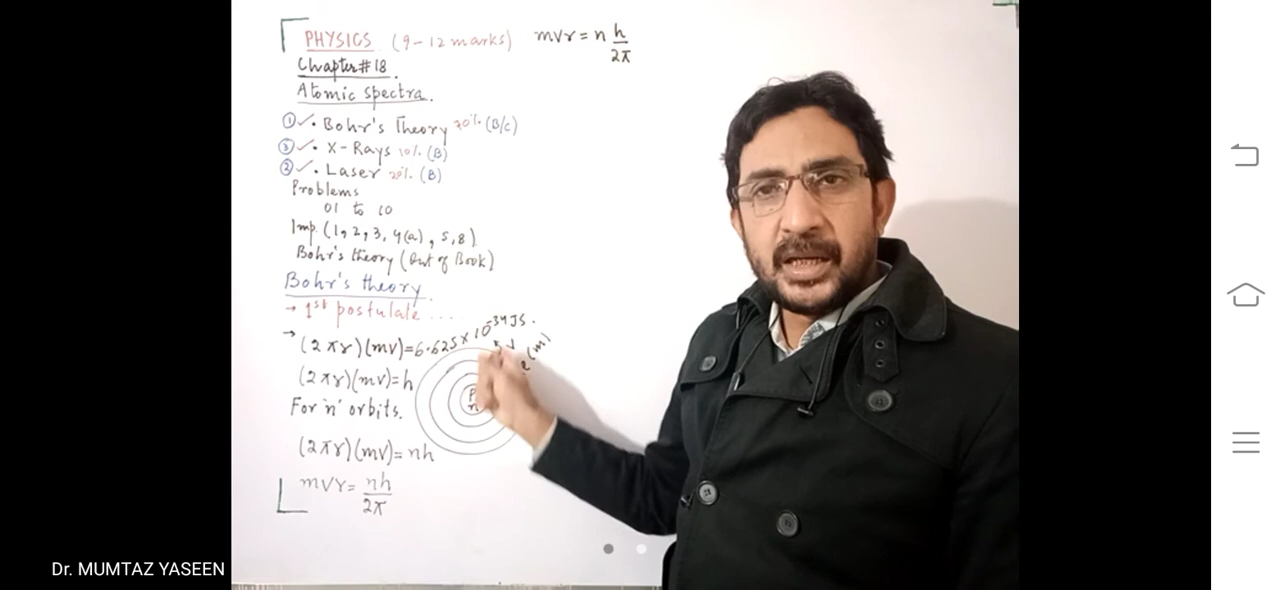 PHYSICS (9-12 marks) mvr = n h/2π
Chapter#18.
Atomic spectra.
① ✓. Bohr's Theory 70% (B/C)
③ ✓. X-Rays 10% (B)
② ✓. Laser 20% (B)
Problems
01 to 10
Imp. (1, 2, 3, 4(a), 5, 8)
Bohr's theory (Out of Book)
Bohr's theory.
→ 1st postulate ....
→ (2πr)(mv)=6.625×10⁻³⁴JS.
(m)
(2πr)(mv)=h
For 'n' orbits.
(2πr)(mv)=nh
mvr= nh/2π
Dr. MUMTAZ YASEEN